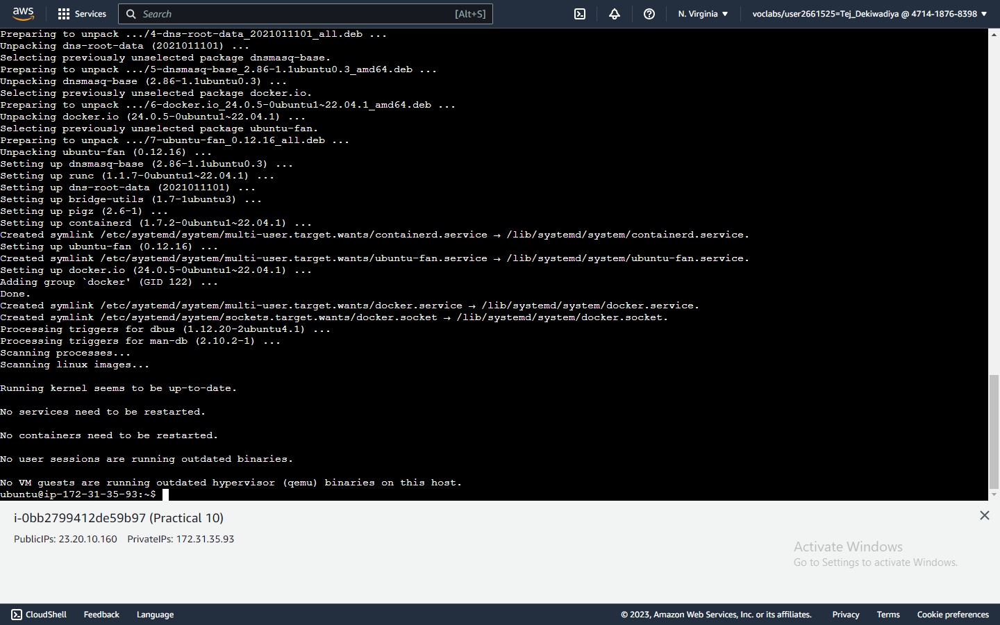 aws
Services
Search
[Alt+S]
N. Virginia
voclabs/user2661525=Tej_Dekiwadiya @ 4714-1876-8398
Preparing to unpack .../4-dns-root-data_2021011101_all.deb ...
Unpacking dns-root-data (2021011101) ...
Selecting previously unselected package dnsmasq-base.
Preparing to unpack .../5-dnsmasq-base_2.86-1.1ubuntu0.3_amd64.deb ...
Unpacking dnsmasq-base (2.86-1.1ubuntu0.3) ...
Selecting previously unselected package docker.io.
Preparing to unpack .../6-docker.io_24.0.5-0ubuntu1~22.04.1_amd64.deb ...
Unpacking docker.io (24.0.5-0ubuntu1~22.04.1) ...
Selecting previously unselected package ubuntu-fan.
Preparing to unpack .../7-ubuntu-fan_0.12.16_all.deb ...
Unpacking ubuntu-fan (0.12.16) ...
Setting up dnsmasq-base (2.86-1.1ubuntu0.3) ...
Setting up runc (1.1.7-0ubuntu1~22.04.1) ...
Setting up dns-root-data (2021011101) ...
Setting up bridge-utils (1.7-1ubuntu3) ...
Setting up pigz (2.6-1) ...
Setting up containerd (1.7.2-0ubuntu1~22.04.1) ...
Created symlink /etc/systemd/system/multi-user.target.wants/containerd.service → /lib/systemd/system/containerd.service.
Setting up ubuntu-fan (0.12.16) ...
Created symlink /etc/systemd/system/multi-user.target.wants/ubuntu-fan.service → /lib/systemd/system/ubuntu-fan.service.
Setting up docker.io (24.0.5-0ubuntu1~22.04.1) ...
Adding group `docker' (GID 122) ...
Done.
Created symlink /etc/systemd/system/multi-user.target.wants/docker.service → /lib/systemd/system/docker.service.
Created symlink /etc/systemd/system/sockets.target.wants/docker.socket → /lib/systemd/system/docker.socket.
Processing triggers for dbus (1.12.20-2ubuntu4.1) ...
Processing triggers for man-db (2.10.2-1) ...
Scanning processes...
Scanning linux images...
Running kernel seems to be up-to-date.
No services need to be restarted.
No containers need to be restarted.
No user sessions are running outdated binaries.
No VM guests are running outdated hypervisor (qemu) binaries on this host.
ubuntu@ip-172-31-35-93:~$
i-0bb2799412de59b97 (Practical 10)
PublicIPs: 23.20.10.160 PrivateIPs: 172.31.35.93
Activate Windows
Go to Settings to activate Windows.
CloudShell
Feedback
Language
© 2023, Amazon Web Services, Inc. or its affiliates.
Privacy
Terms
Cookie preferences